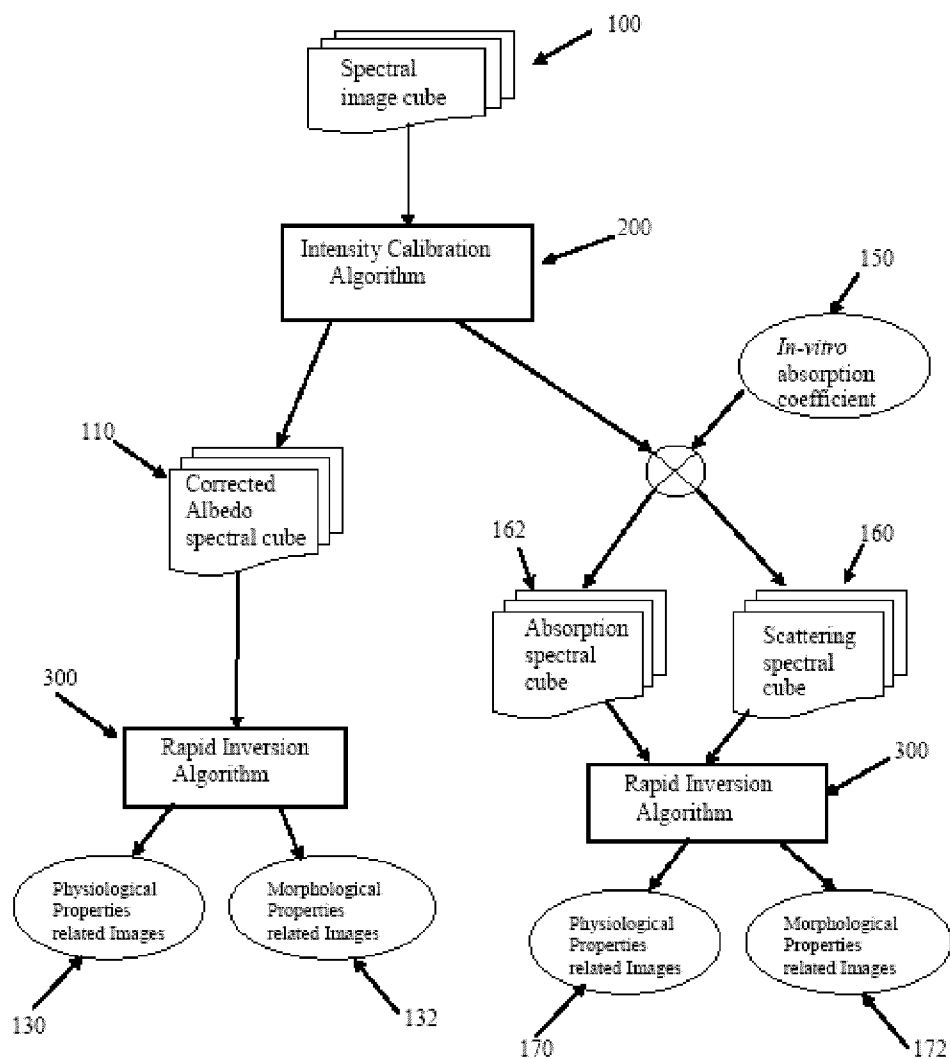 100
Spectral
image cube
200
Intensity Calibration
Algorithm
150
In-vitro
absorption
coefficient
110
Corrected
Albedo
spectral cube
162
160
Absorption
spectral
cube
Scattering
spectral
cube
300
Rapid Inversion
Algorithm
300
Rapid Inversion
Algorithm
Physiological
Properties
related Images
Morphological
Properties
related Images
Physiological
Properties
related Images
Morphological
Properties
related Images
130
132
170
172